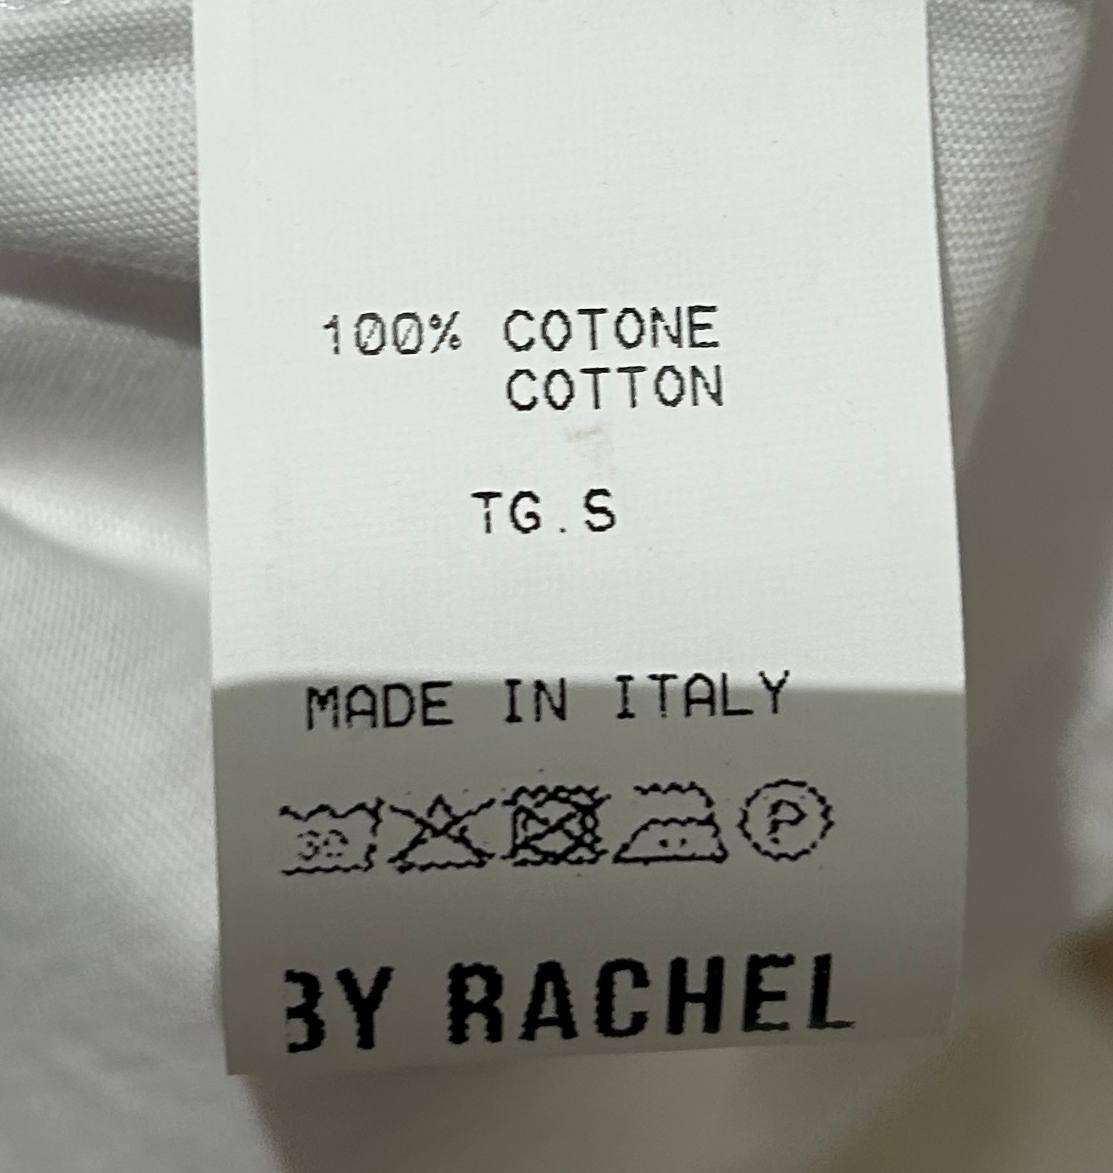 100% COTONE
COTTON
TG.S
MADE IN ITALY
30
P
BY RACHEL